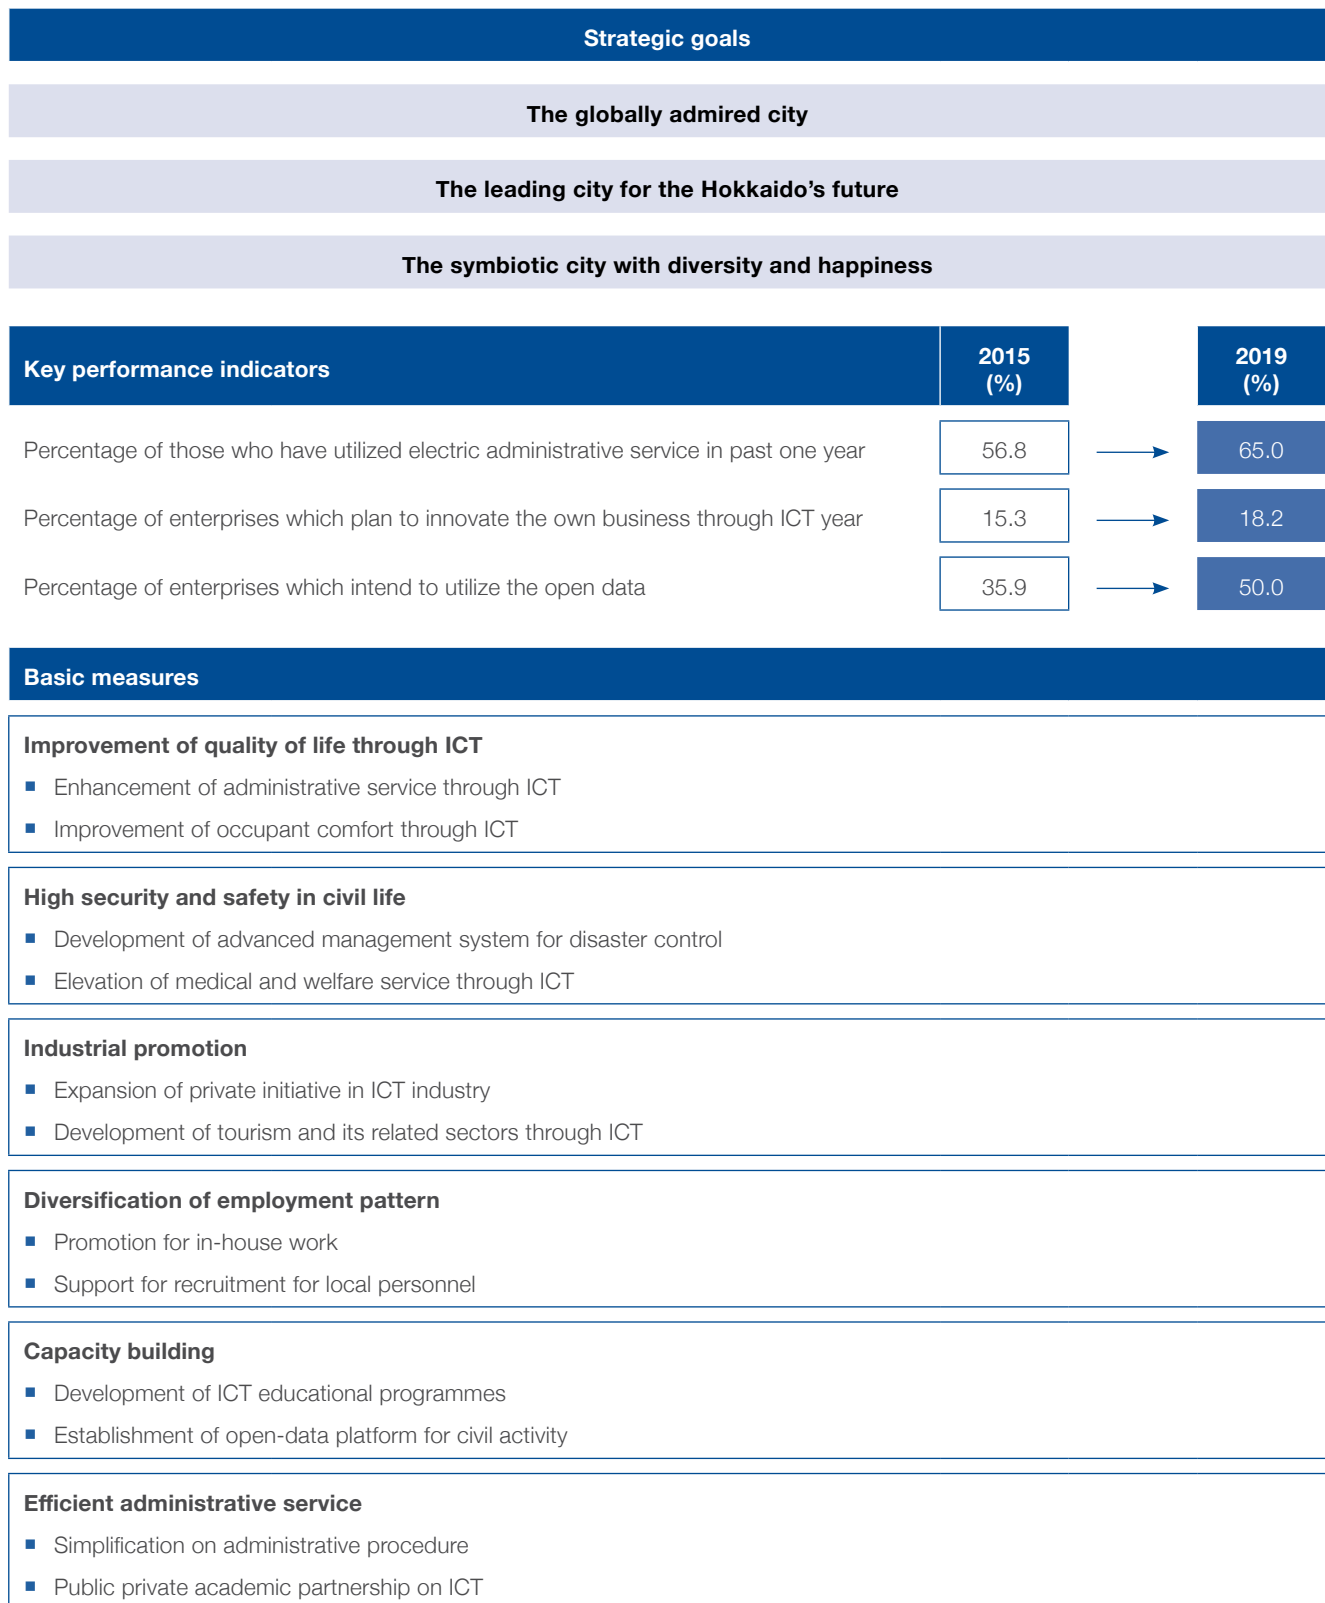 Strategic goals
The globally admired city
The leading city for the Hokkaido’s future
The symbiotic city with diversity and happiness
Key performance indicators
2015
(%)
2019
(%)
Percentage of those who have utilized electric administrative service in past one year
56.8
65.0
Percentage of enterprises which plan to innovate the own business through ICT year
15.3
18.2
Percentage of enterprises which intend to utilize the open data
35.9
50.0
Basic measures
Improvement of quality of life through ICT
■ Enhancement of administrative service through ICT
■ Improvement of occupant comfort through ICT
High security and safety in civil life
■ Development of advanced management system for disaster control
■ Elevation of medical and welfare service through ICT
Industrial promotion
■ Expansion of private initiative in ICT industry
■ Development of tourism and its related sectors through ICT
Diversification of employment pattern
■ Promotion for in-house work
■ Support for recruitment for local personnel
Capacity building
■ Development of ICT educational programmes
■ Establishment of open-data platform for civil activity
Efficient administrative service
■ Simplification on administrative procedure
■ Public private academic partnership on ICT